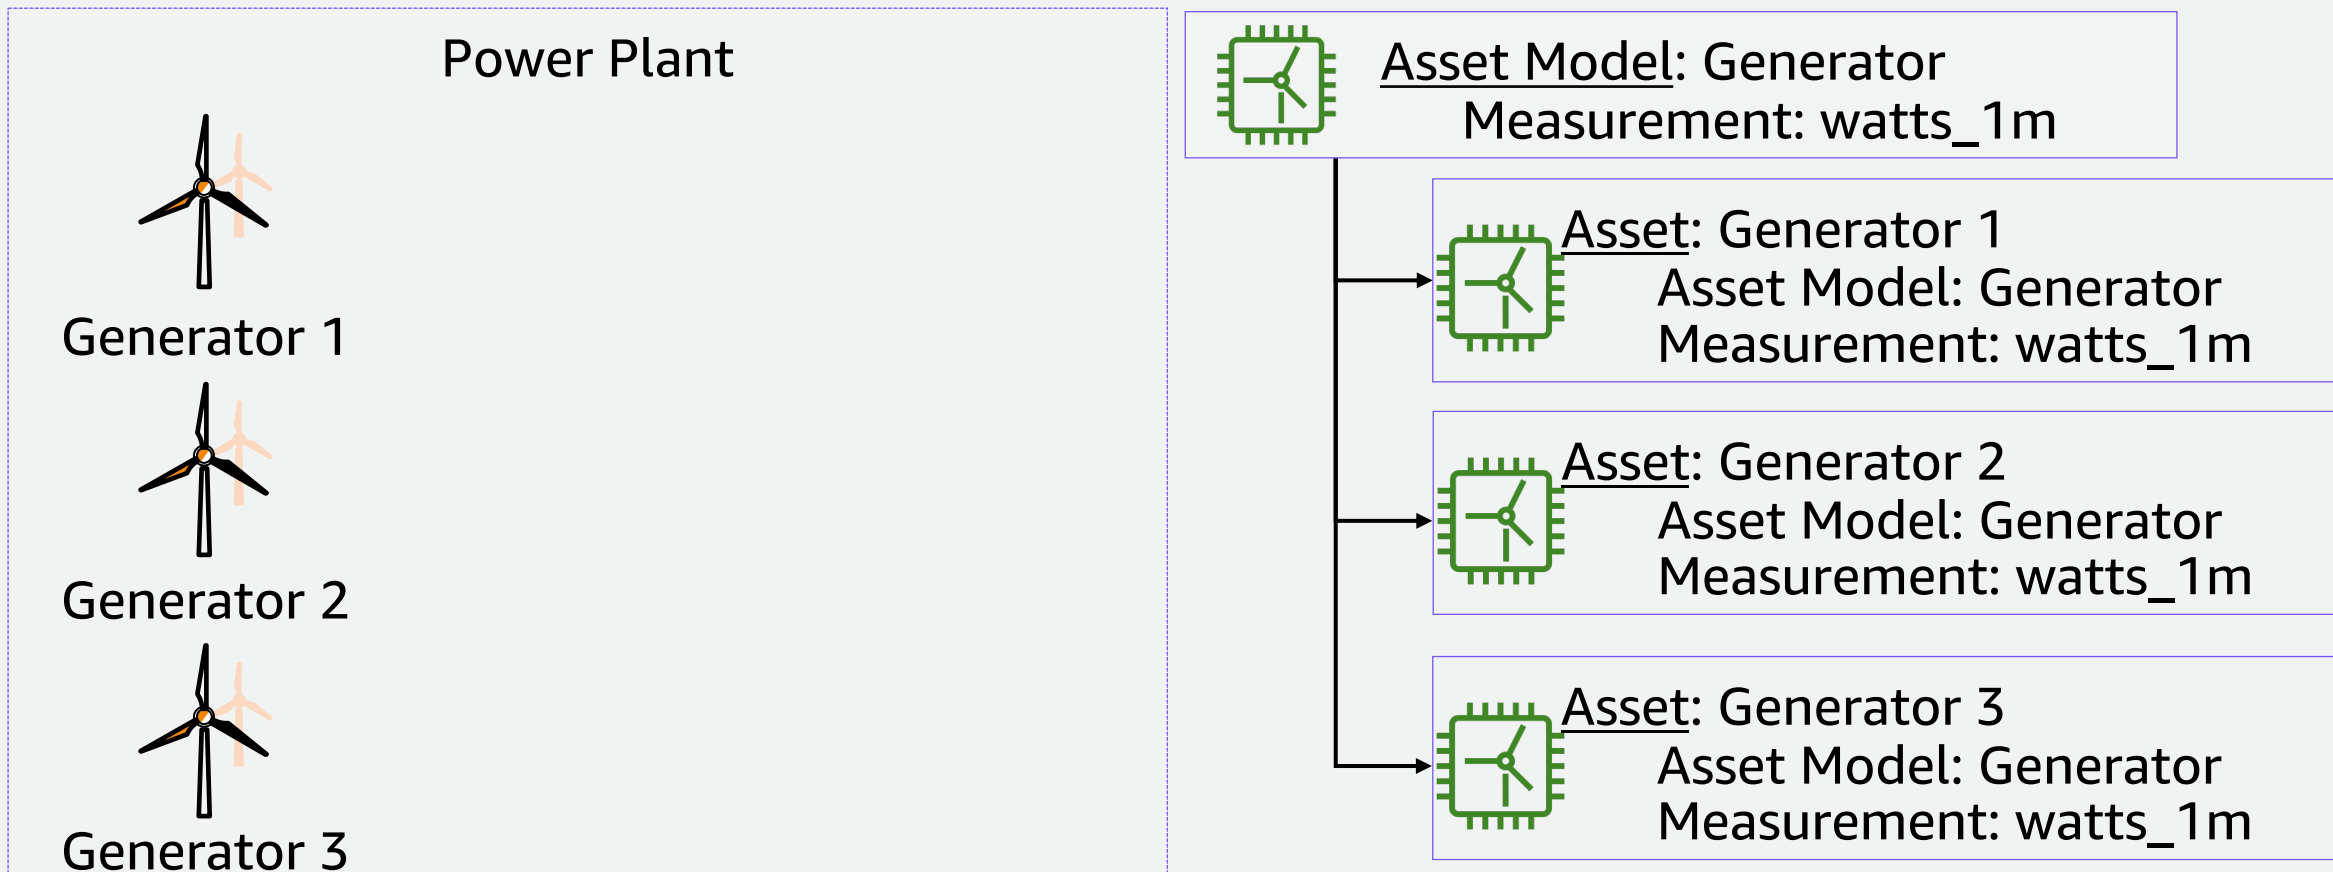 Power Plant
Generator 1
Generator 2
Generator 3
Asset Model: Generator
Measurement: watts_1m
Asset: Generator 1
Asset Model: Generator
Measurement: watts_1m
Asset: Generator 2
Asset Model: Generator
Measurement: watts_1m
Asset: Generator 3
Asset Model: Generator
Measurement: watts_1m